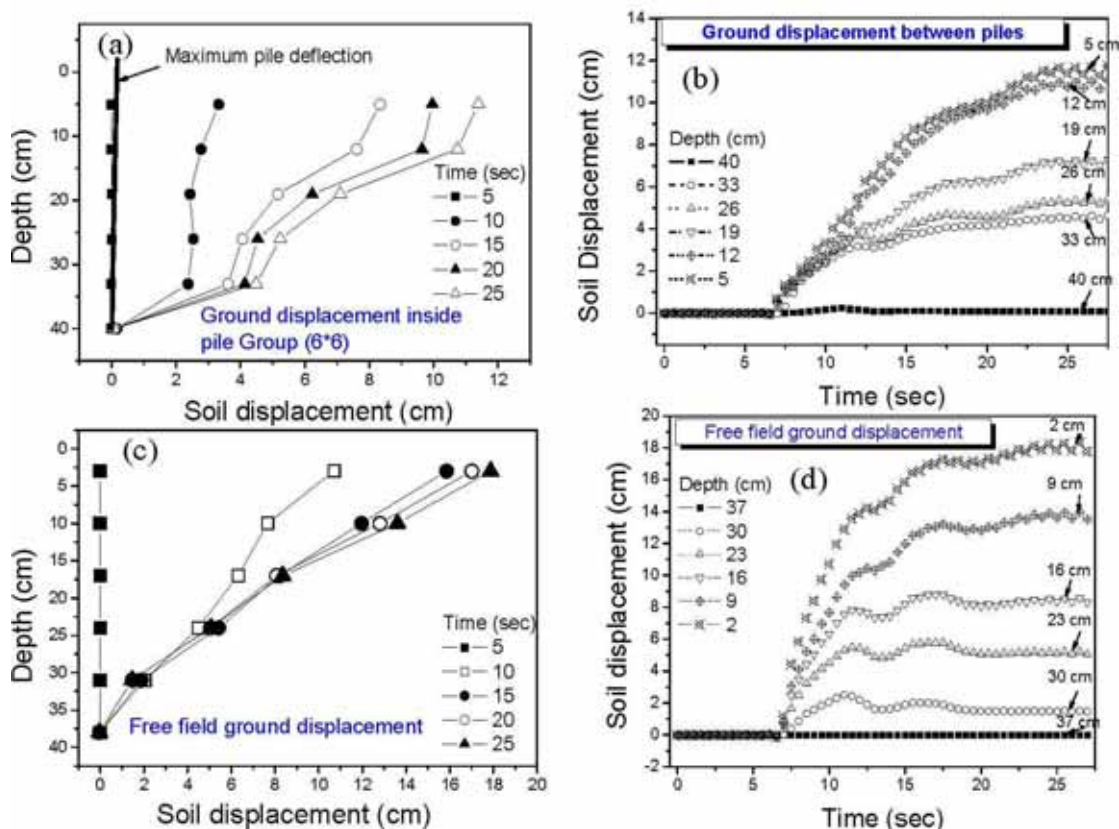 (a)
Maximum pile deflection
0
10
20
30
40
Depth (cm)
Time (sec)
5
10
15
20
25
Ground displacement inside
pile Group (6*6)
0 2 4 6 8 10 12
Soil displacement (cm)
Ground displacement between piles
(b)
14
12
10
8
6
4
2
0
-2
Soil Displacement (cm)
Depth (cm)
40
33
26
19
12
5
5 cm
12 cm
19 cm
26 cm
33 cm
40 cm
0 5 10 15 20 25
Time (sec)
(c)
0
5
10
15
20
25
30
35
40
Depth (cm)
Time (sec)
5
10
15
20
25
Free field ground displacement
0 2 4 6 8 10 12 14 16 18 20
Soil displacement (cm)
Free field ground displacement
(d)
20
18
16
14
12
10
8
6
4
2
0
-2
Soil displacement (cm)
Depth (cm)
37
30
23
16
9
2
2 cm
9 cm
16 cm
23 cm
30 cm
37 cm
0 5 10 15 20 25
Time (sec)